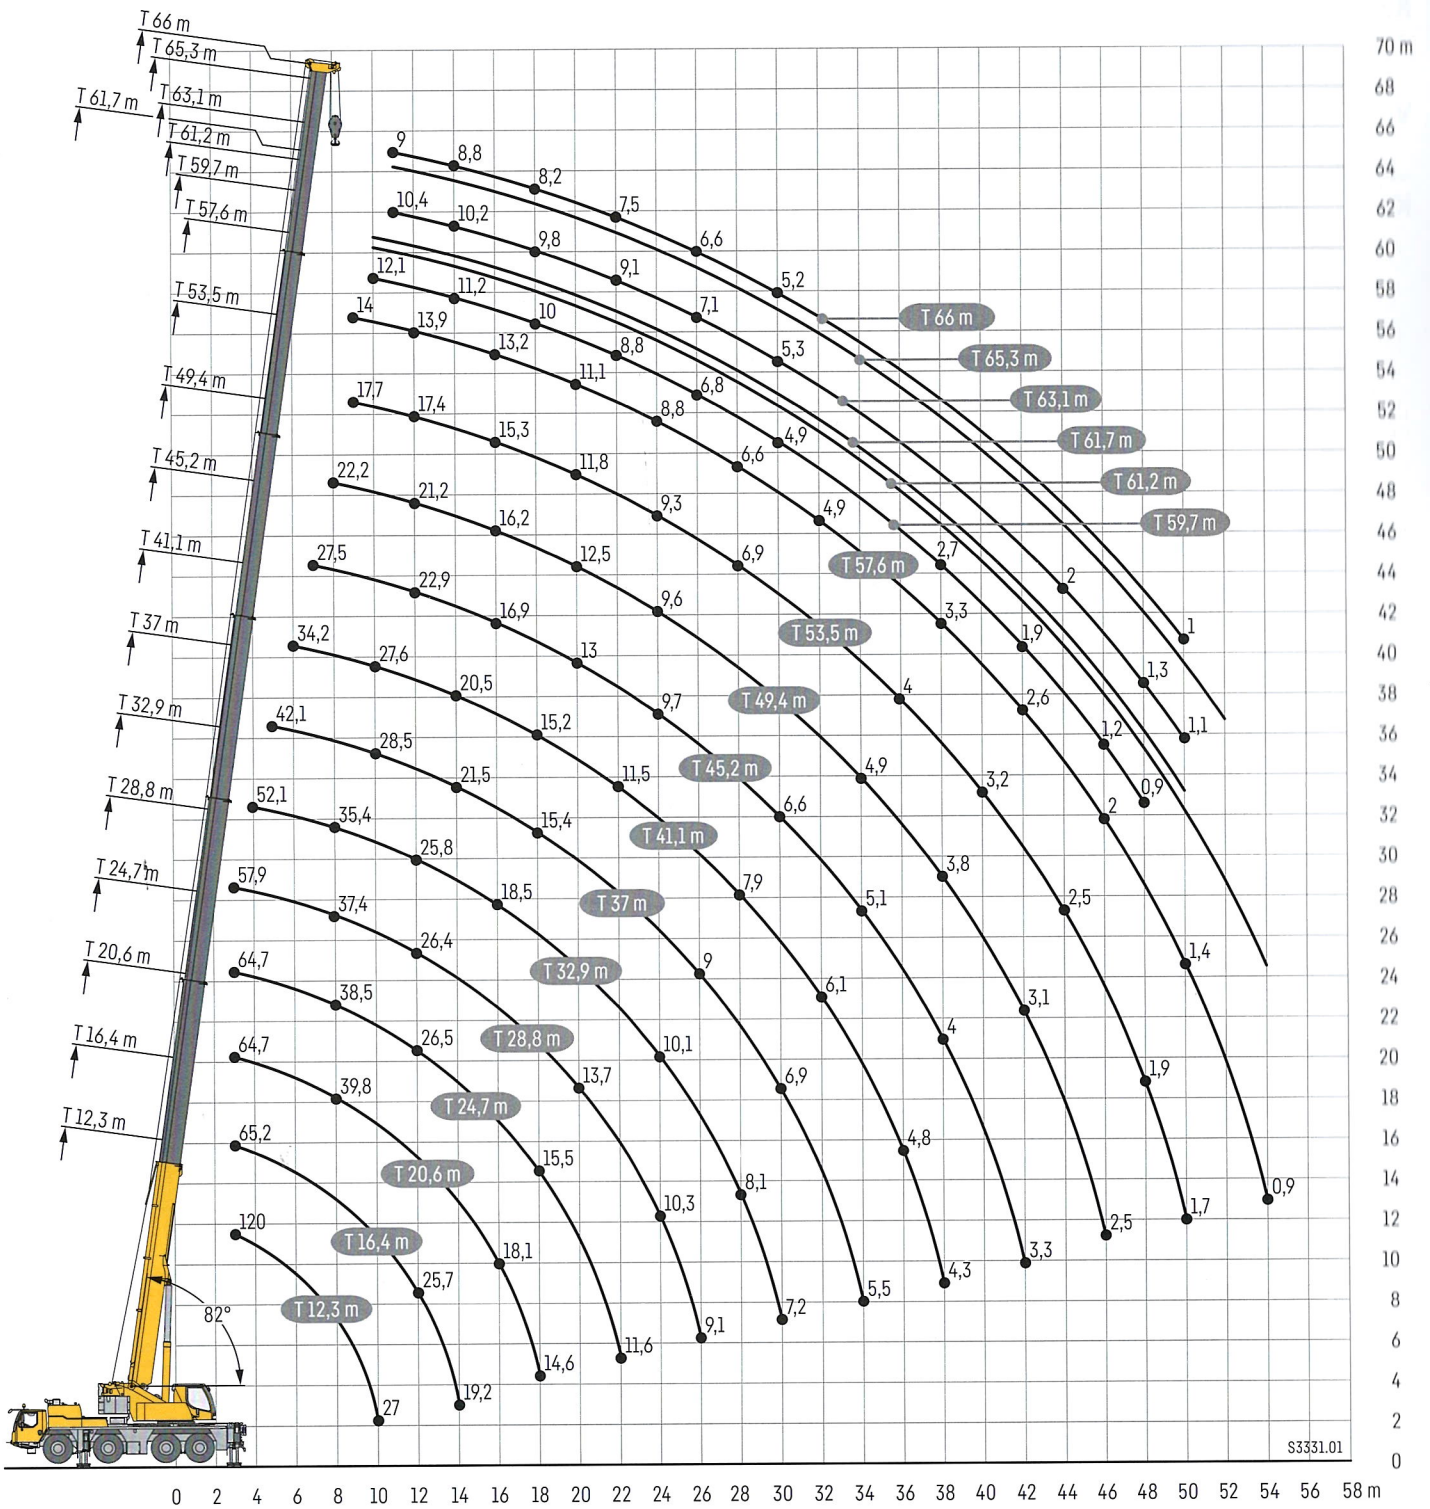 T 66 m
T 65,3 m
T 63,1 m
T 61,7 m
T 61,2 m
T 59,7 m
T 57,6 m
T 53,5 m
T 49,4 m
T 45,2 m
T 41,1 m
T 37 m
T 32,9 m
T 28,8 m
T 24,7 m
T 20,6 m
T 16,4 m
T 12,3 m
82°
9 8,8 8,2 7,5 6,6 5,2 1
10,4 10,2 9,8 9,1 7,1 5,3 2 1,3 1,1
12,1 11,2 10 8,8 6,8 4,9 2,7 1,9 1,2 0,9
14 13,9 13,2 11,1 8,8 6,6 4,9 3,3 2,6 2 1,4 0,9
17,7 17,4 15,3 11,8 9,3 6,9 4 3,2 2,5 1,9 1,7
22,2 21,2 16,2 12,5 9,6 4,9 3,8 3,1 2,5
27,5 22,9 16,9 13 9,7 6,6 5,1 4 3,3
34,2 27,6 20,5 15,2 11,5 7,9 6,1 4,8 4,3
42,1 28,5 21,5 15,4 9 6,9 5,5
52,1 35,4 25,8 18,5 10,1 8,1 7,2
57,9 37,4 26,4 13,7 10,3 9,1
64,7 38,5 26,5 15,5 11,6
64,7 39,8 18,1 14,6
65,2 25,7 19,2
120 27
T 66 m
T 65,3 m
T 63,1 m
T 61,7 m
T 61,2 m
T 59,7 m
T 57,6 m
T 53,5 m
T 49,4 m
T 45,2 m
T 41,1 m
T 37 m
T 32,9 m
T 28,8 m
T 24,7 m
T 20,6 m
T 16,4 m
T 12,3 m
70 m
68
66
64
62
60
58
56
54
52
50
48
46
44
42
40
38
36
34
32
30
28
26
24
22
20
18
16
14
12
10
8
6
4
2
0
S3331.01
0 2 4 6 8 10 12 14 16 18 20 22 24 26 28 30 32 34 36 38 40 42 44 46 48 50 52 54 56 58 m